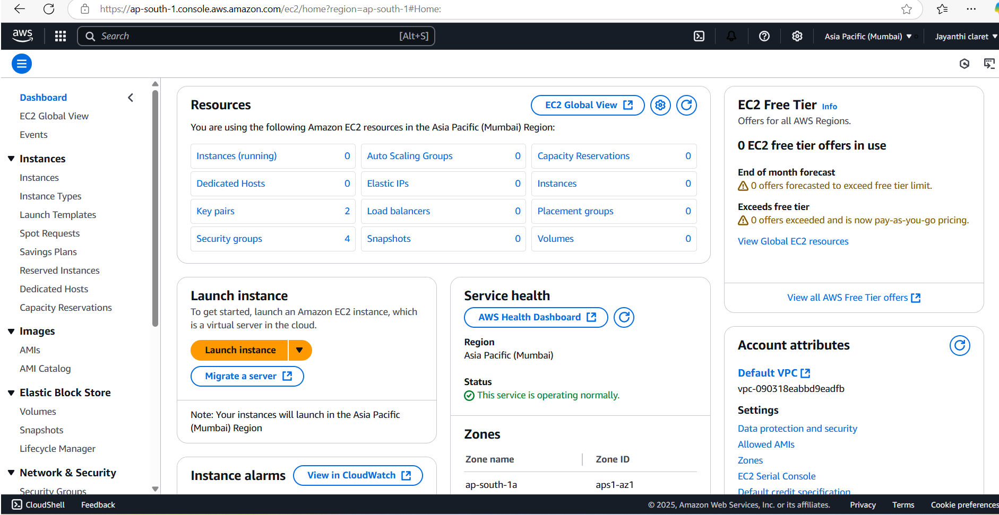 https://ap-south-1.console.aws.amazon.com/ec2/home?region=ap-south-1#Home:
aws
Search
[Alt+S]
Asia Pacific (Mumbai)
Jayanthi claret
Dashboard
EC2 Global View
Events
Instances
Instances
Instance Types
Launch Templates
Spot Requests
Savings Plans
Reserved Instances
Dedicated Hosts
Capacity Reservations
Images
AMIs
AMI Catalog
Elastic Block Store
Volumes
Snapshots
Lifecycle Manager
Network & Security
Security Groups
Resources
EC2 Global View
You are using the following Amazon EC2 resources in the Asia Pacific (Mumbai) Region:
Instances (running) 0
Auto Scaling Groups 0
Capacity Reservations 0
Dedicated Hosts 0
Elastic IPs 0
Instances 0
Key pairs 2
Load balancers 0
Placement groups 0
Security groups 4
Snapshots 0
Volumes 0
Launch instance
To get started, launch an Amazon EC2 instance, which
is a virtual server in the cloud.
Launch instance
Migrate a server
Note: Your instances will launch in the Asia Pacific
(Mumbai) Region
Instance alarms
View in CloudWatch
Service health
AWS Health Dashboard
Region
Asia Pacific (Mumbai)
Status
This service is operating normally.
Zones
Zone name
Zone ID
ap-south-1a
aps1-az1
EC2 Free Tier Info
Offers for all AWS Regions.
0 EC2 free tier offers in use
End of month forecast
0 offers forecasted to exceed free tier limit.
Exceeds free tier
0 offers exceeded and is now pay-as-you-go pricing.
View Global EC2 resources
View all AWS Free Tier offers
Account attributes
Default VPC
vpc-090318eabbd9eadfb
Settings
Data protection and security
Allowed AMIs
Zones
EC2 Serial Console
Default credit specification
CloudShell
Feedback
© 2025, Amazon Web Services, Inc. or its affiliates.
Privacy
Terms
Cookie preferences